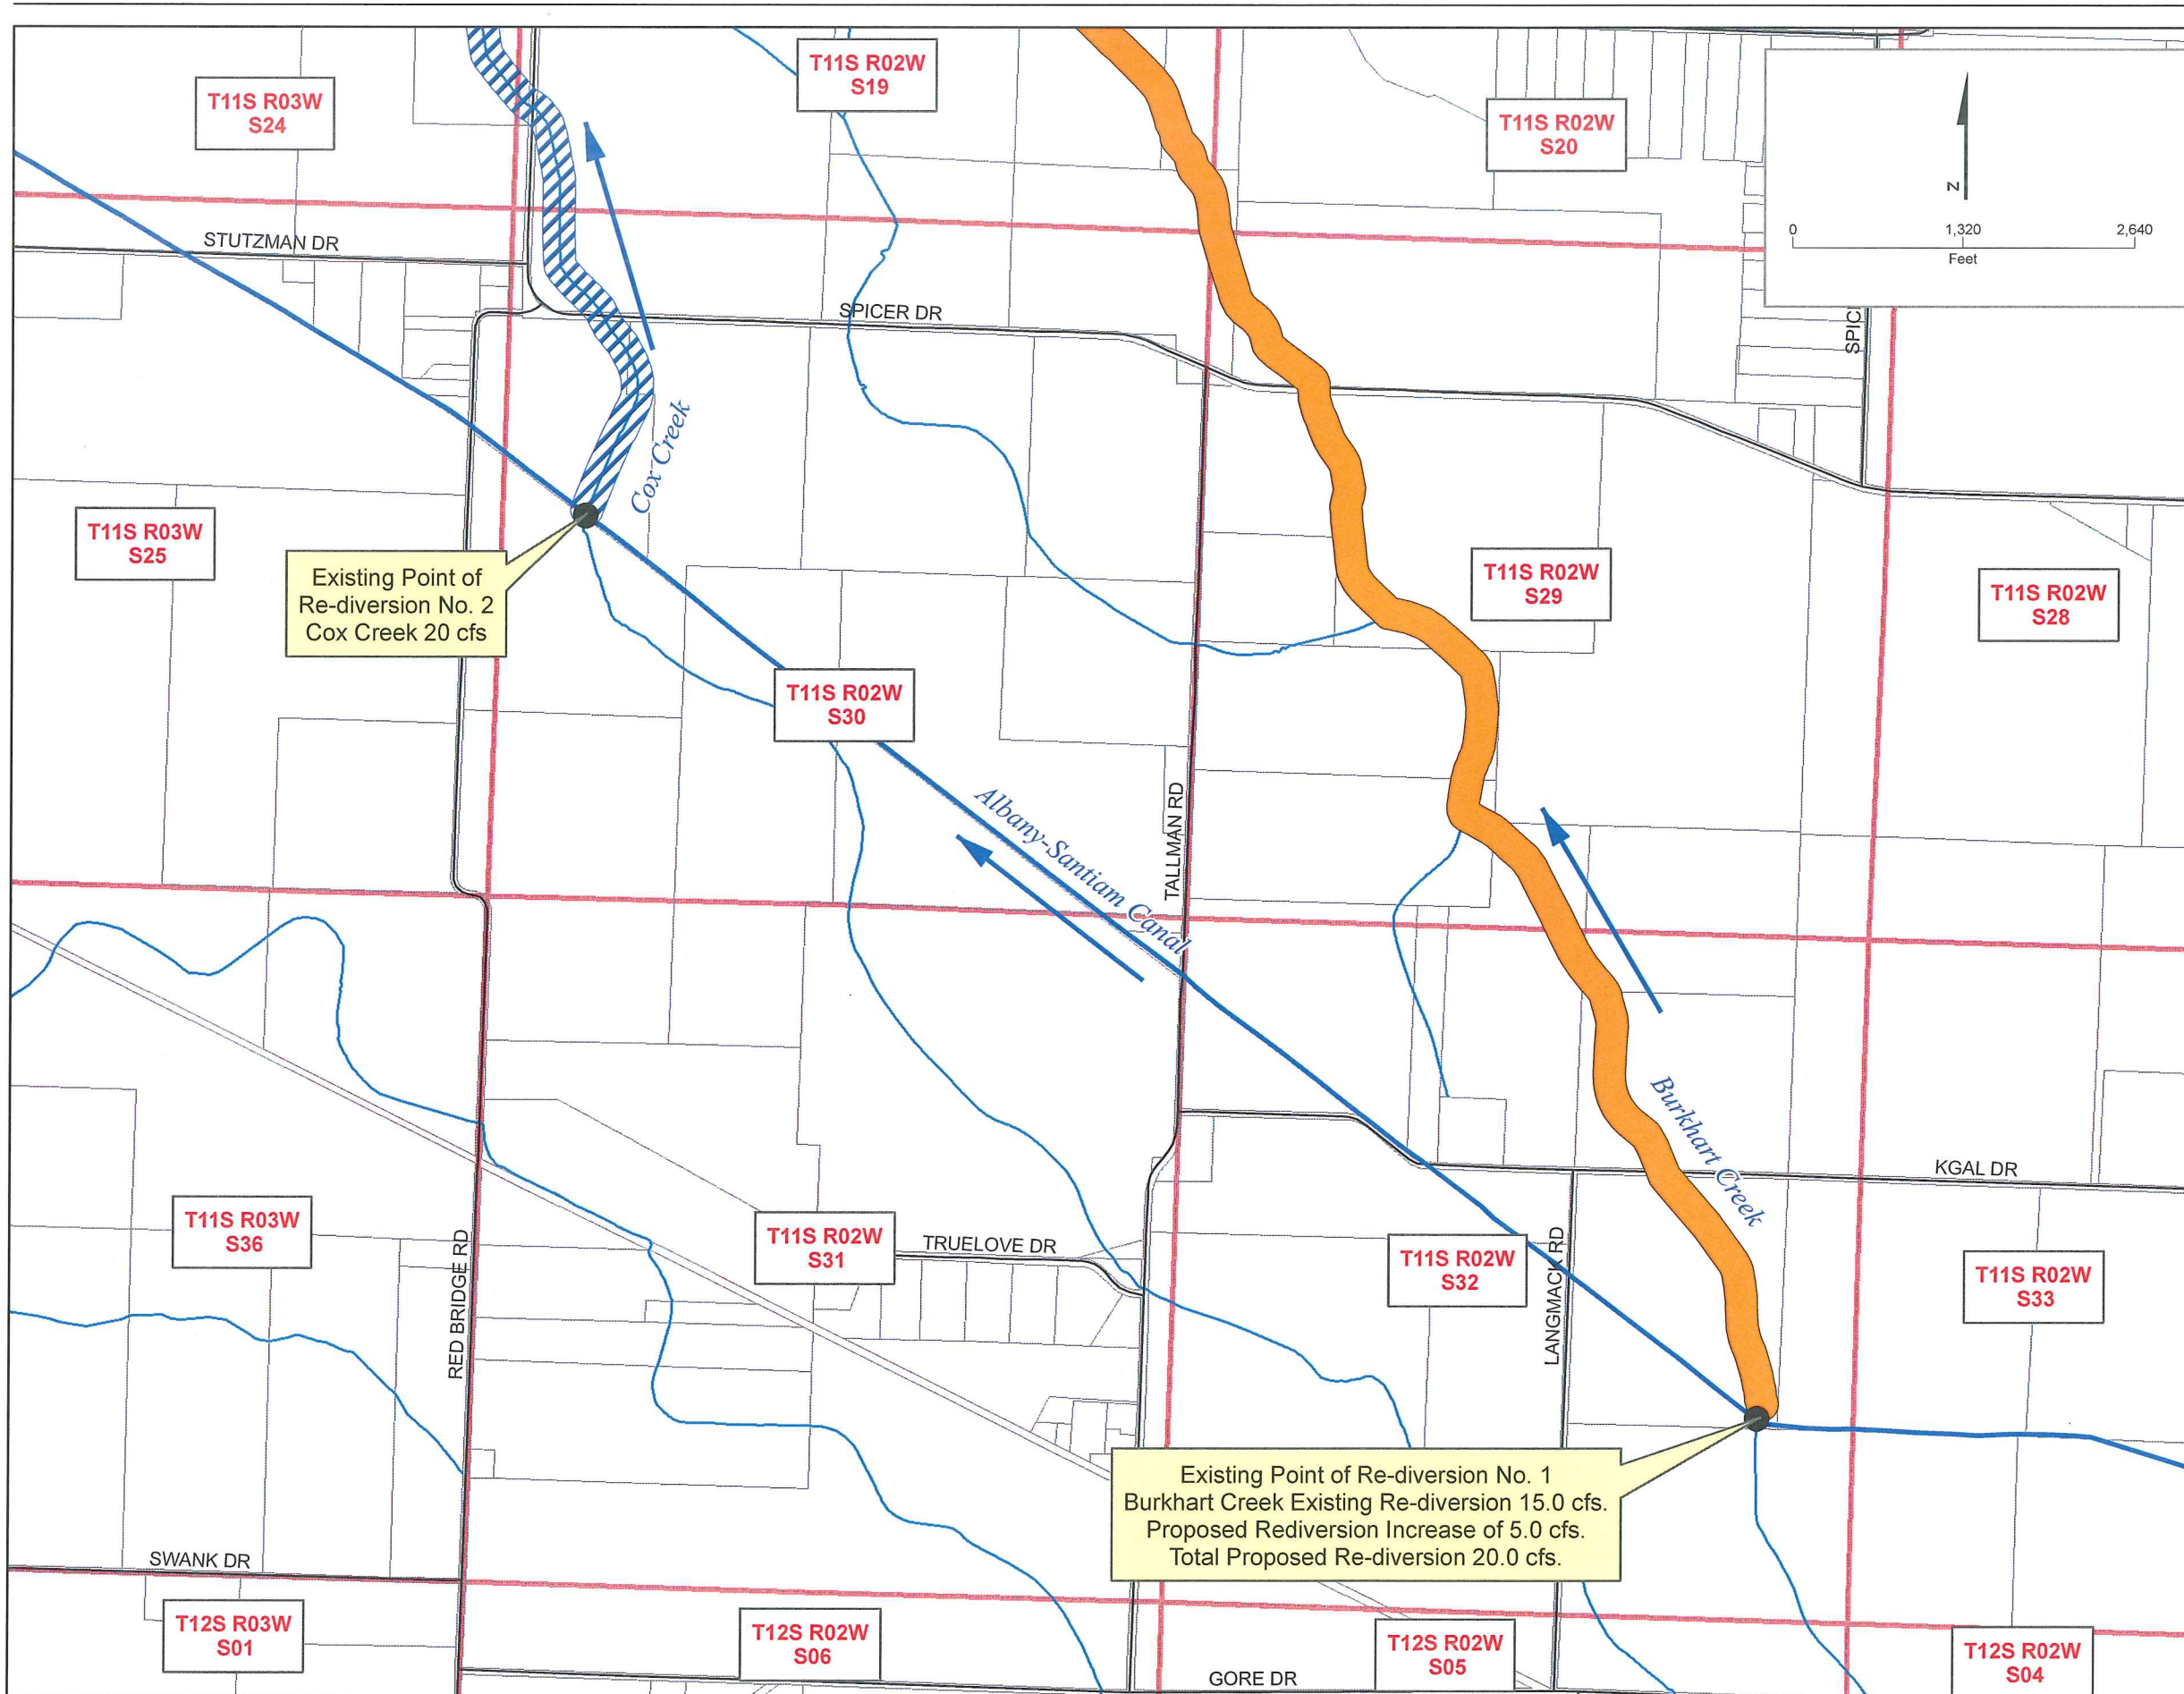 T11S R02W
S19
T11S R03W
S24
T11S R02W
S20
N
0 1,320 2,640
Feet
STUTZMAN DR
SPICER DR
Cox Creek
T11S R03W
S25
Existing Point of
Re-diversion No. 2
Cox Creek 20 cfs
T11S R02W
S29
T11S R02W
S28
T11S R02W
S30
Albany-Santiam Canal
TALLMAN RD
Burkhart Creek
KGAL DR
T11S R03W
S36
RED BRIDGE RD
T11S R02W
S31
TRUELOVE DR
T11S R02W
S32
LANGMACK RD
T11S R02W
S33
Existing Point of Re-diversion No. 1
Burkhart Creek Existing Re-diversion 15.0 cfs.
Proposed Rediversion Increase of 5.0 cfs.
Total Proposed Re-diversion 20.0 cfs.
SWANK DR
T12S R03W
S01
T12S R02W
S06
T12S R02W
S05
T12S R02W
S04
GORE DR